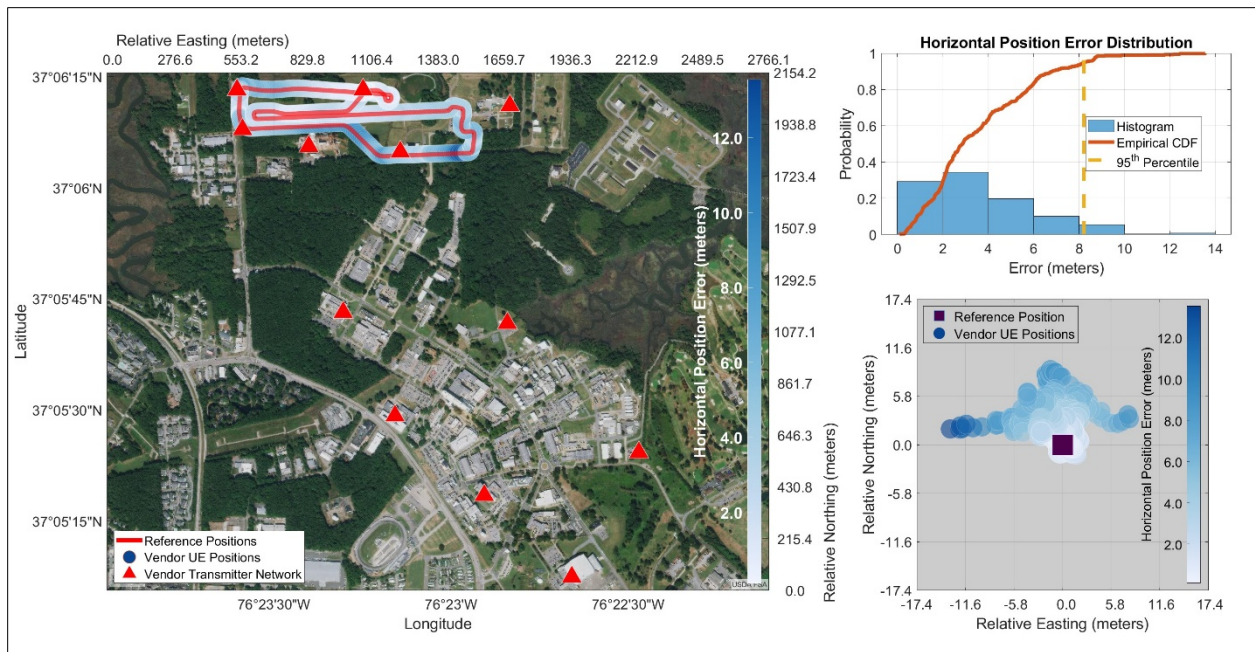 Relative Easting (meters)
0.0 276.6 553.2 829.8 1106.4 1383.0 1659.7 1936.3 2212.9 2489.5 2766.1
37°06'15"N
37°06'N
37°05'45"N
37°05'30"N
37°05'15"N
Latitude
76°23'30"W 76°23'W 76°22'30"W
Longitude
Reference Positions
Vendor UE Positions
Vendor Transmitter Network
12.0
10.0
8.0
6.0
4.0
2.0
Horizontal Position Error (meters)
2154.2
1938.8
1723.4
1507.9
1292.5
1077.1
861.7
646.3
430.8
215.4
0.0
Relative Northing (meters)
Horizontal Position Error Distribution
1
0.8
0.6
0.4
0.2
0
Probability
Histogram
Empirical CDF
95th Percentile
0 2 4 6 8 10 12 14
Error (meters)
17.4
11.6
5.8
0.0
-5.8
-11.6
-17.4
Relative Northing (meters)
Reference Position
Vendor UE Positions
12.0
10.0
8.0
6.0
4.0
2.0
Horizontal Position Error (meters)
-17.4 -11.6 -5.8 0.0 5.8 11.6 17.4
Relative Easting (meters)